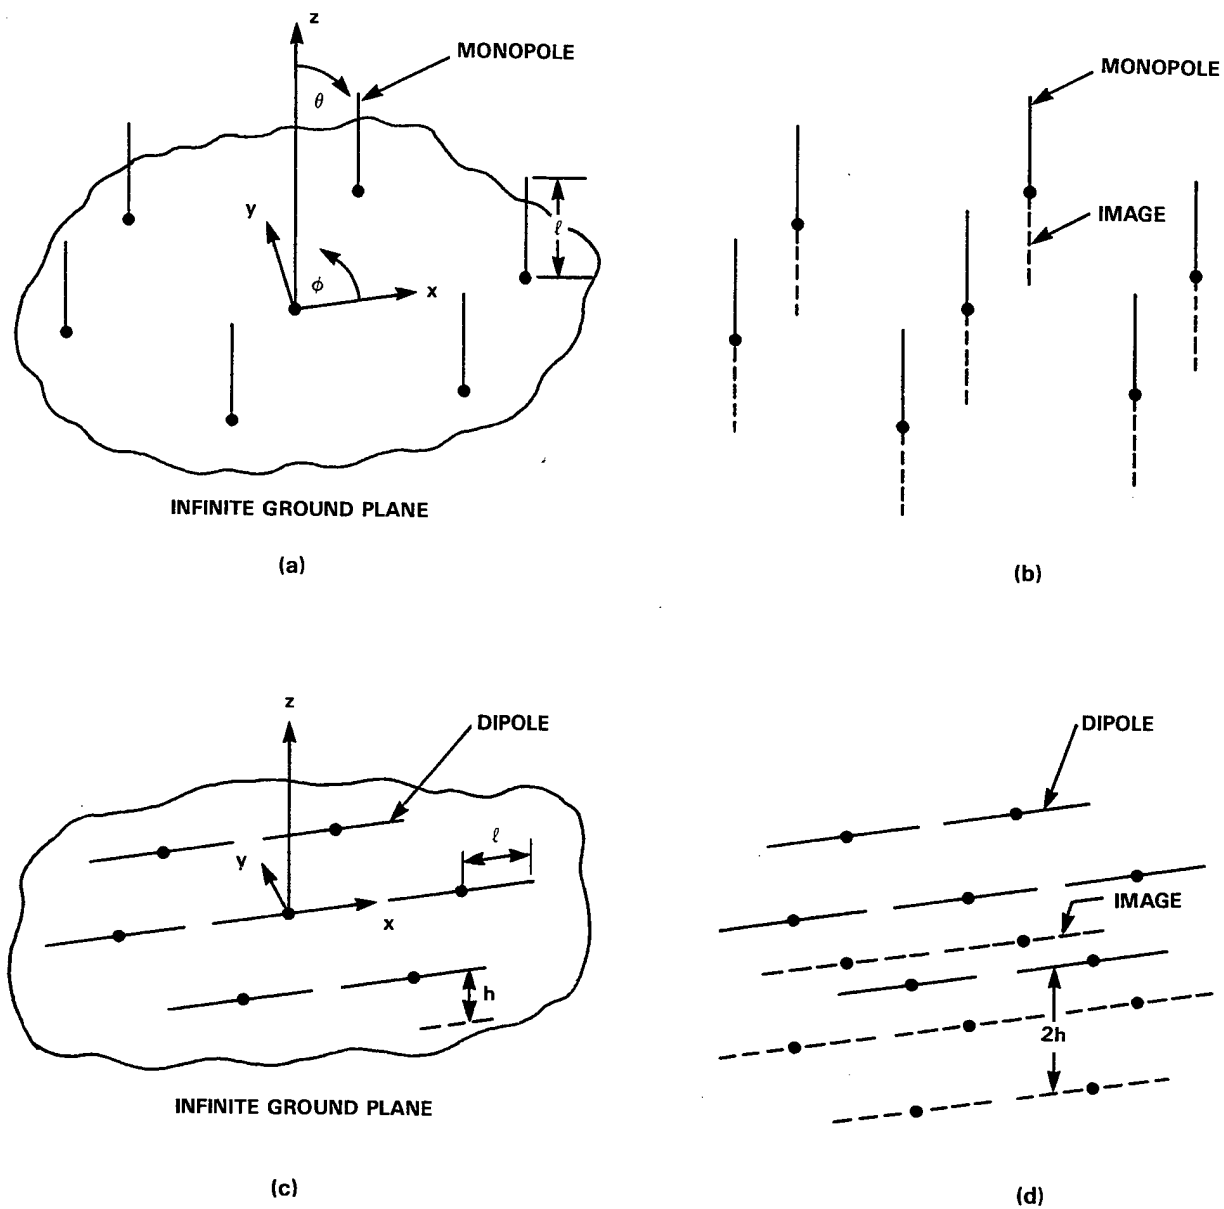 z
MONOPOLE
θ
y
ℓ
ϕ
x
INFINITE GROUND PLANE
(a)
MONOPOLE
IMAGE
(b)
z
DIPOLE
ℓ
y
x
h
INFINITE GROUND PLANE
(c)
DIPOLE
IMAGE
2h
(d)